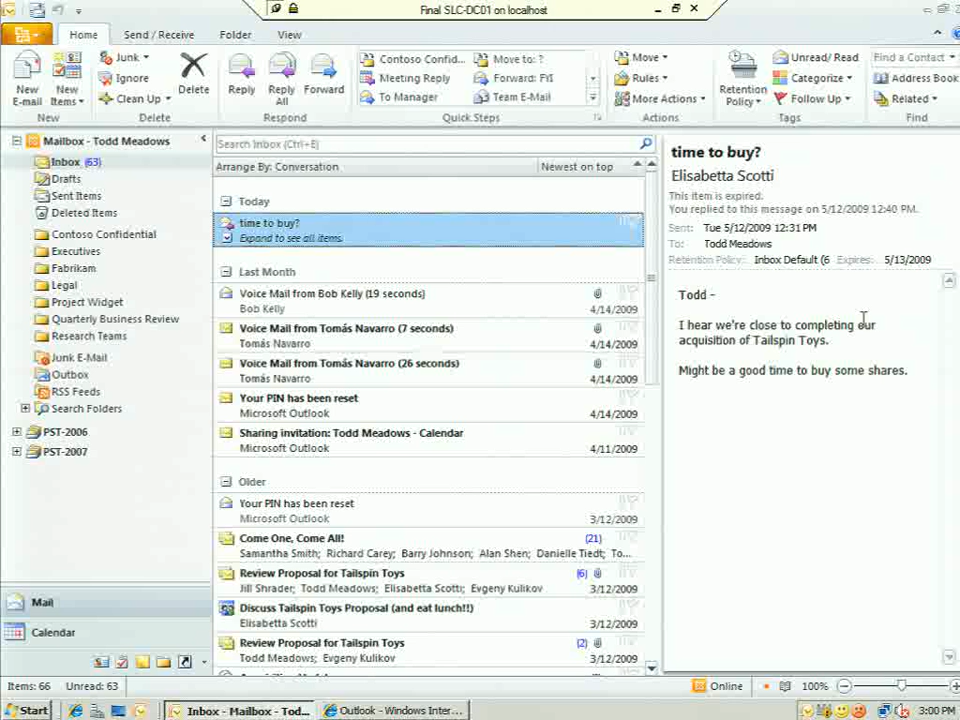 Final SLC-DC01 on localhost
Home Send / Receive Folder View
New E-mail
New Items
New
Junk
Ignore
Clean Up
Delete
Delete
Reply
Reply All
Forward
Respond
Contoso Confid...
Meeting Reply
To Manager
Move to: ?
Forward: FYI
Team E-Mail
Quick Steps
Move
Rules
More Actions
Actions
Retention Policy
Unread/ Read
Categorize
Follow Up
Tags
Find a Contact
Address Book
Related
Find
Mailbox - Todd Meadows
Inbox (63)
Drafts
Sent Items
Deleted Items
Contoso Confidential
Executives
Fabrikam
Legal
Project Widget
Quarterly Business Review
Research Teams
Junk E-Mail
Outbox
RSS Feeds
Search Folders
PST-2006
PST-2007
Mail
Calendar
Search Inbox (Ctrl+E)
Arrange By: Conversation Newest on top
Today
time to buy?
Expand to see all items.
Last Month
Voice Mail from Bob Kelly (19 seconds)
Bob Kelly 4/14/2009
Voice Mail from Tomás Navarro (7 seconds)
Tomás Navarro 4/14/2009
Voice Mail from Tomás Navarro (26 seconds)
Tomás Navarro 4/14/2009
Your PIN has been reset
Microsoft Outlook 4/14/2009
Sharing invitation: Todd Meadows - Calendar
Microsoft Outlook 4/11/2009
Older
Your PIN has been reset
Microsoft Outlook 3/12/2009
Come One, Come All! (21)
Samantha Smith; Richard Carey; Barry Johnson; Alan Shen; Danielle Tiedt; To...
Review Proposal for Tailspin Toys (6)
Jill Shrader; Todd Meadows; Elisabetta Scotti; Evgeny Kulikov 3/12/2009
Discuss Tailspin Toys Proposal (and eat lunch!!)
Elisabetta Scotti 3/12/2009
Review Proposal for Tailspin Toys (2)
Todd Meadows; Evgeny Kulikov 3/12/2009
time to buy?
Elisabetta Scotti
This item is expired.
You replied to this message on 5/12/2009 12:40 PM.
Sent: Tue 5/12/2009 12:31 PM
To: Todd Meadows
Retention Policy: Inbox Default (6 Expires: 5/13/2009
Todd -
I hear we're close to completing our
acquisition of Tailspin Toys.
Might be a good time to buy some shares.
Items: 66 Unread: 63 Online 100%
Start Inbox - Mailbox - Tod... Outlook - Windows Inter... 3:00 PM